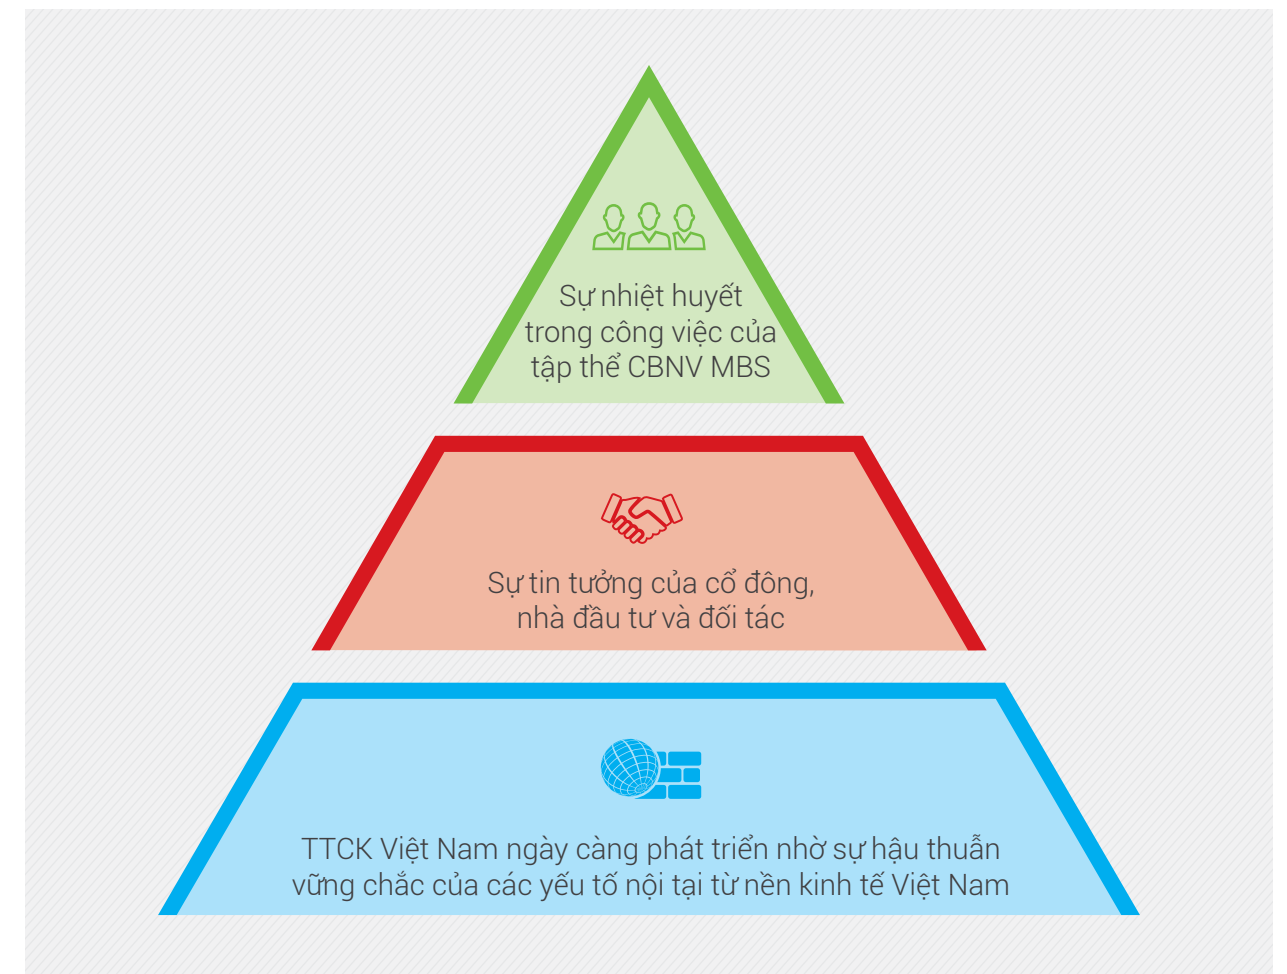 Sự nhiệt huyết
trong công việc của
tập thể CBNV MBS
Sự tin tưởng của cổ đông,
nhà đầu tư và đối tác
TTCK Việt Nam ngày càng phát triển nhờ sự hậu thuẫn
vững chắc của các yếu tố nội tại từ nền kinh tế Việt Nam